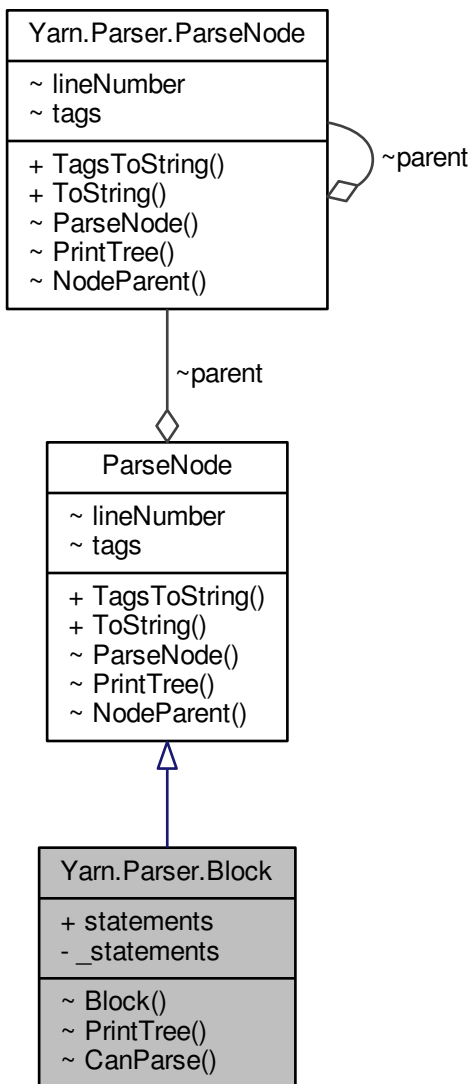 Yarn.Parser.ParseNode
~ lineNumber
~ tags
+ TagsToString()
+ ToString()
~ ParseNode()
~ PrintTree()
~ NodeParent()
~parent
~parent
ParseNode
~ lineNumber
~ tags
+ TagsToString()
+ ToString()
~ ParseNode()
~ PrintTree()
~ NodeParent()
Yarn.Parser.Block
+ statements
- _statements
~ Block()
~ PrintTree()
~ CanParse()